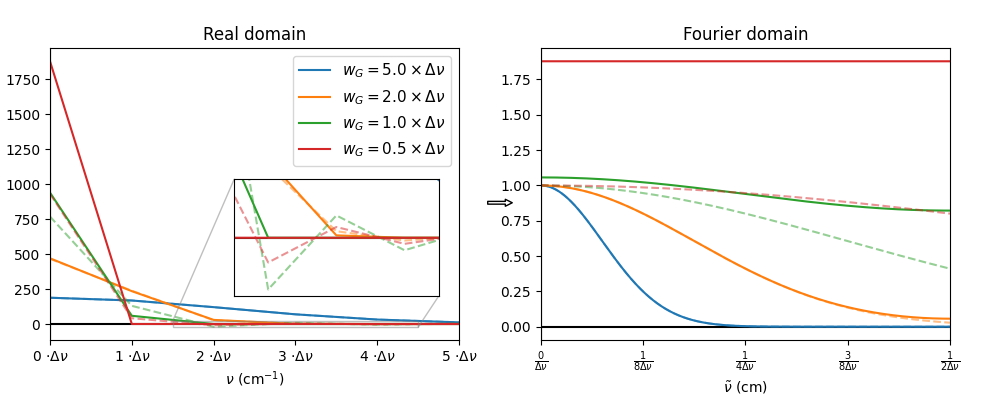 Real domain
1750
1500
1250
1000
750
500
250
0
0 ·Δν
1 ·Δν
2 ·Δν
3 ·Δν
4 ·Δν
5 ·Δν
ν (cm⁻¹)
w_G = 5.0 × Δν
w_G = 2.0 × Δν
w_G = 1.0 × Δν
w_G = 0.5 × Δν
⇨
Fourier domain
1.75
1.50
1.25
1.00
0.75
0.50
0.25
0.00
0/Δν
1/8Δν
1/4Δν
3/8Δν
1/2Δν
ν̃ (cm)